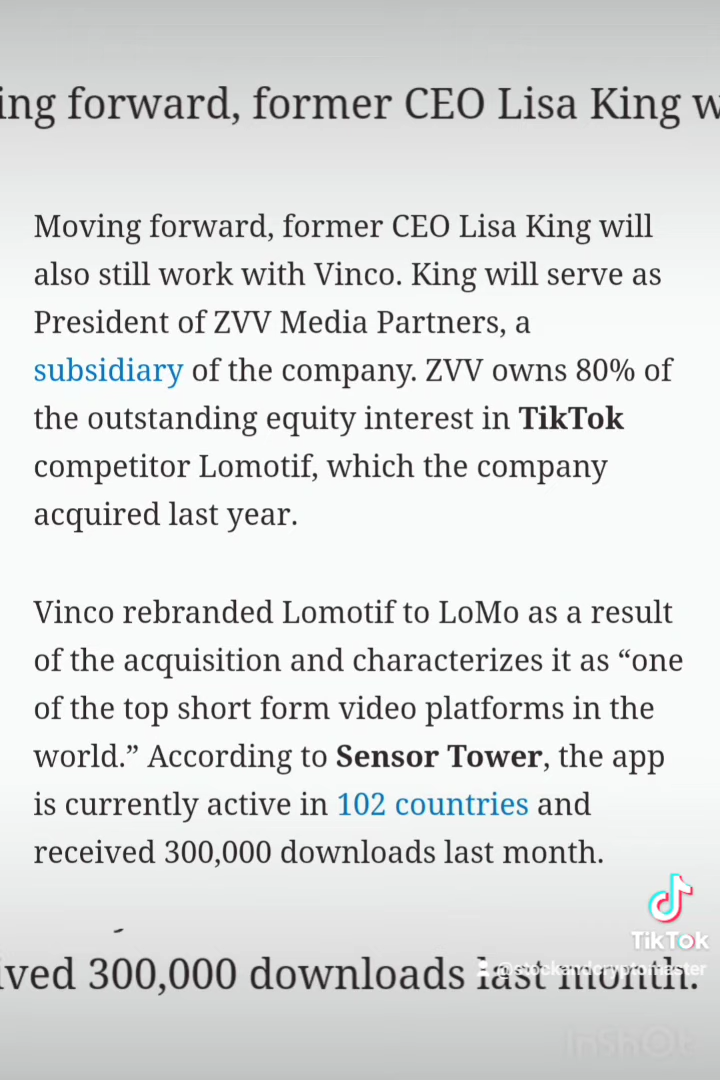 ing forward, former CEO Lisa King w
Moving forward, former CEO Lisa King will
also still work with Vinco. King will serve as
President of ZVV Media Partners, a
subsidiary of the company. ZVV owns 80% of
the outstanding equity interest in TikTok
competitor Lomotif, which the company
acquired last year.
Vinco rebranded Lomotif to LoMo as a result
of the acquisition and characterizes it as “one
of the top short form video platforms in the
world.” According to Sensor Tower, the app
is currently active in 102 countries and
received 300,000 downloads last month.
TikTok
@stockandcryptomaster
ived 300,000 downloads last month.
InShOt